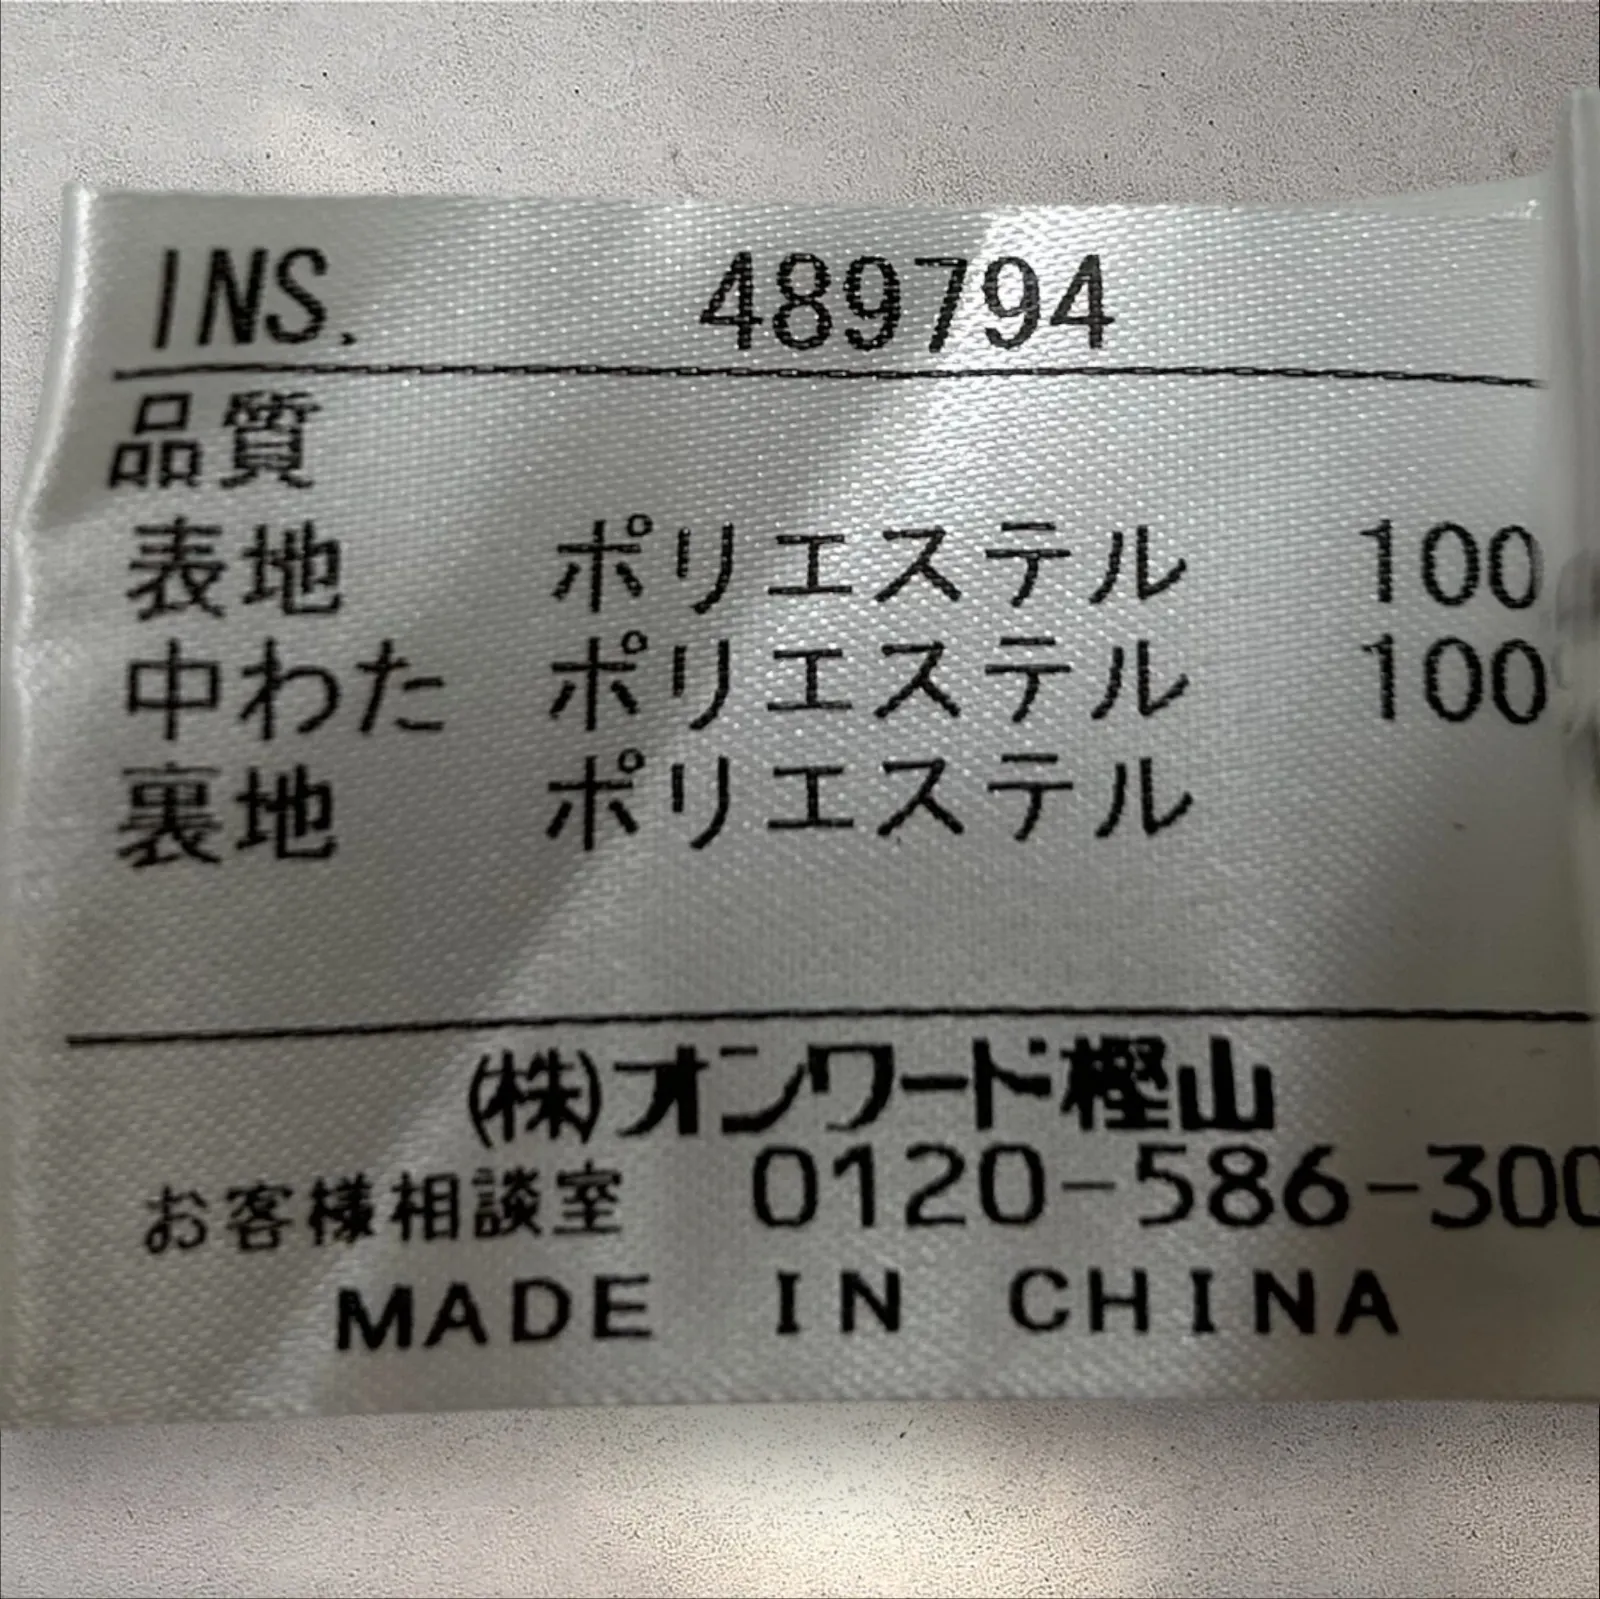 INS. 489794
品質
表地 ポリエステル 100
中わた ポリエステル 100
裏地 ポリエステル
(株)オンワード樫山
お客様相談室 0120-586-300
MADE IN CHINA